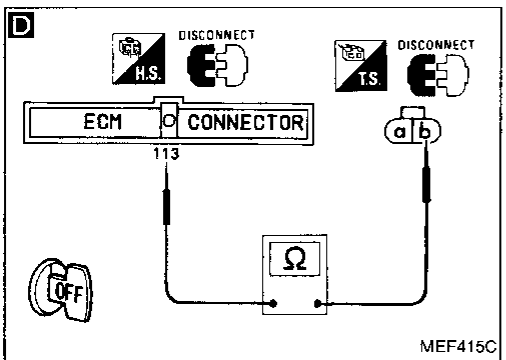 D
DISCONNECT
H.S.
DISCONNECT
T.S.
ECM CONNECTOR
113
a b
Ω
OFF
MEF415C